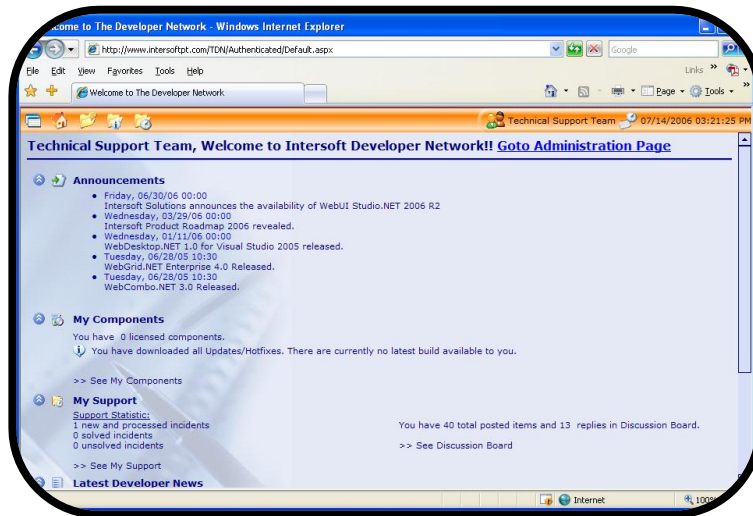 come to The Developer Network - Windows Internet Explorer
http://www.intersoftpt.com/TDN/Authenticated/Default.aspx
Google
File Edit View Favorites Tools Help
Links »
Welcome to The Developer Network
Page Tools »
Technical Support Team 07/14/2006 03:21:25 PM
Technical Support Team, Welcome to Intersoft Developer Network!! Goto Administration Page
Announcements
Friday, 06/30/06 00:00
Intersoft Solutions announces the availability of WebUI Studio.NET 2006 R2
Wednesday, 03/29/06 00:00
Intersoft Product Roadmap 2006 revealed.
Wednesday, 01/11/06 00:00
WebDesktop.NET 1.0 for Visual Studio 2005 released.
Tuesday, 06/28/05 10:30
WebGrid.NET Enterprise 4.0 Released.
Tuesday, 06/28/05 10:30
WebCombo.NET 3.0 Released.
My Components
You have 0 licensed components.
You have downloaded all Updates/Hotfixes. There are currently no latest build available to you.
>> See My Components
My Support
Support Statistic:
1 new and processed incidents
0 solved incidents
0 unsolved incidents
>> See My Support
You have 40 total posted items and 13 replies in Discussion Board.
>> See Discussion Board
Latest Developer News
Internet